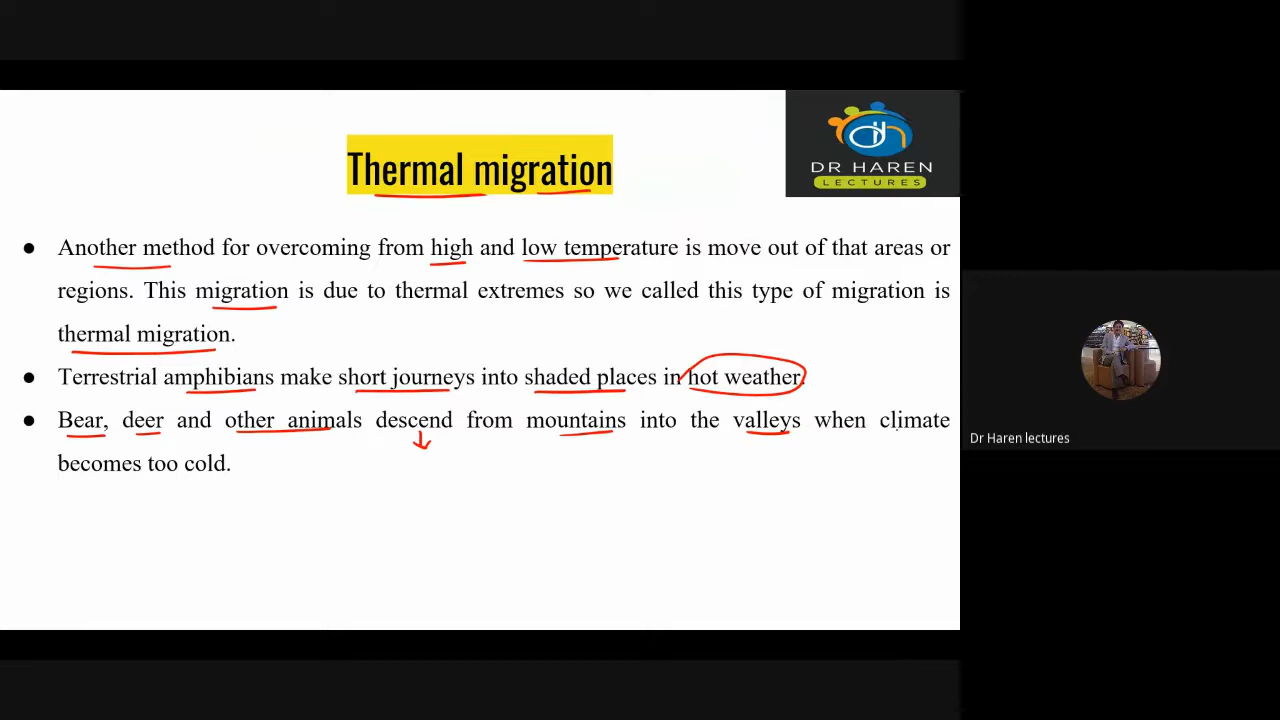 DR HAREN
LECTURES
Thermal migration
● Another method for overcoming from high and low temperature is move out of that areas or
regions. This migration is due to thermal extremes so we called this type of migration is
thermal migration.
● Terrestrial amphibians make short journeys into shaded places in hot weather.
● Bear, deer and other animals descend from mountains into the valleys when climate
becomes too cold.
Dr Haren lectures